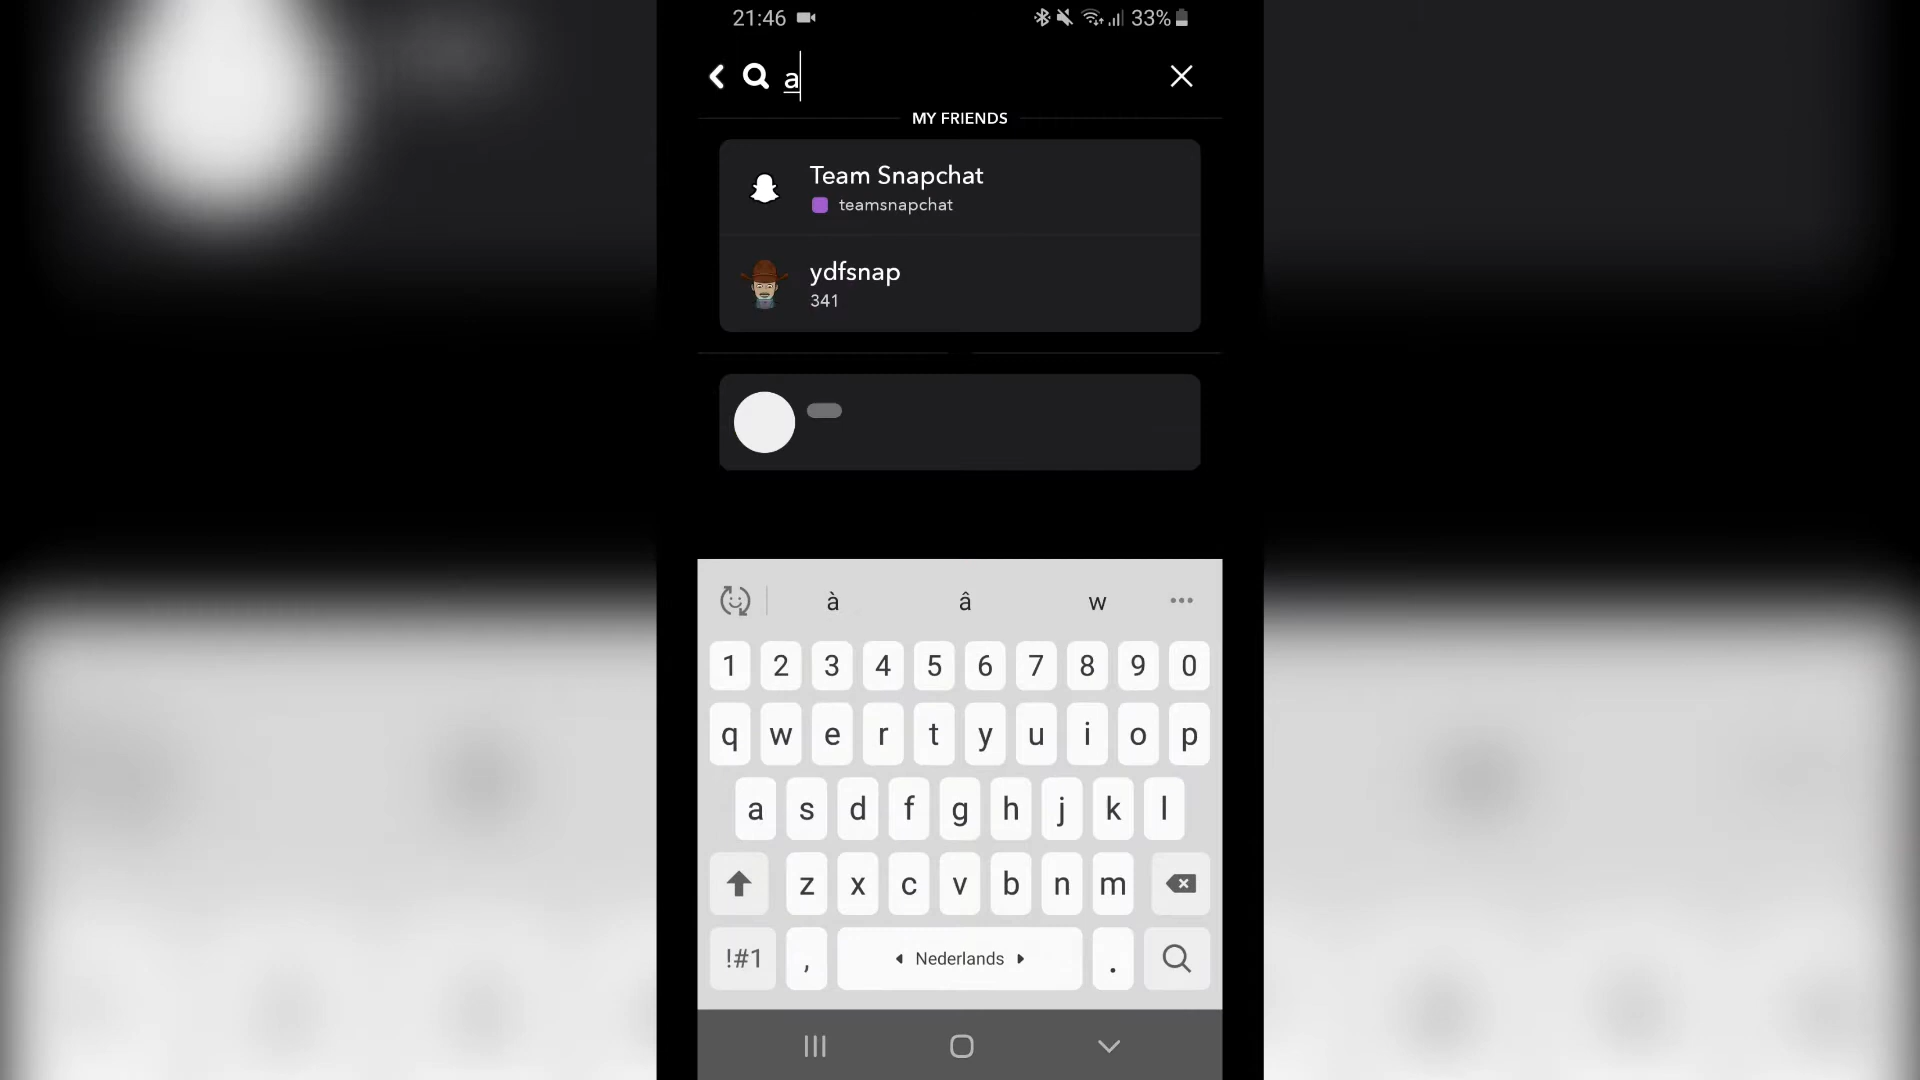 21:46 33%
a
MY FRIENDS
Team Snapchat
teamsnapchat
ydfsnap
341
à â w •••
1 2 3 4 5 6 7 8 9 0
q w e r t y u i o p
a s d f g h j k l
z x c v b n m
!#1 , Nederlands .